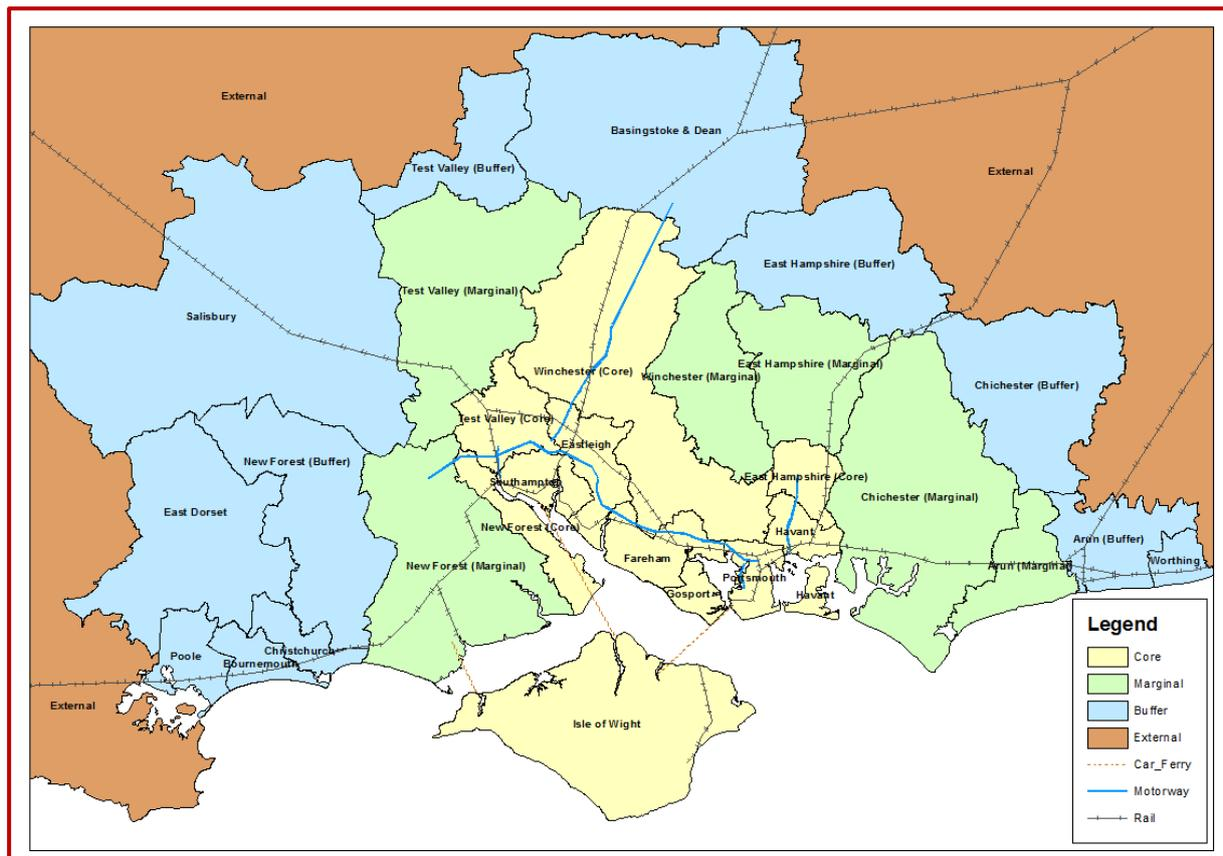 External
Basingstoke & Dean
Test Valley (Buffer)
External
East Hampshire (Buffer)
Test Valley (Marginal)
Salisbury
Winchester (Core)
Winchester (Marginal)
East Hampshire (Marginal)
Chichester (Buffer)
Test Valley (Core)
Eastleigh
New Forest (Buffer)
Southampton
East Hampshire (Core)
Chichester (Marginal)
East Dorset
New Forest (Core)
Havant
Arun (Buffer)
Fareham
New Forest (Marginal)
Arun (Marginal)
Worthing
Portsmouth
Gosport
Havant
Christchurch
Poole
Bournemouth
External
Isle of Wight
Legend
Core
Marginal
Buffer
External
Car_Ferry
Motorway
Rail